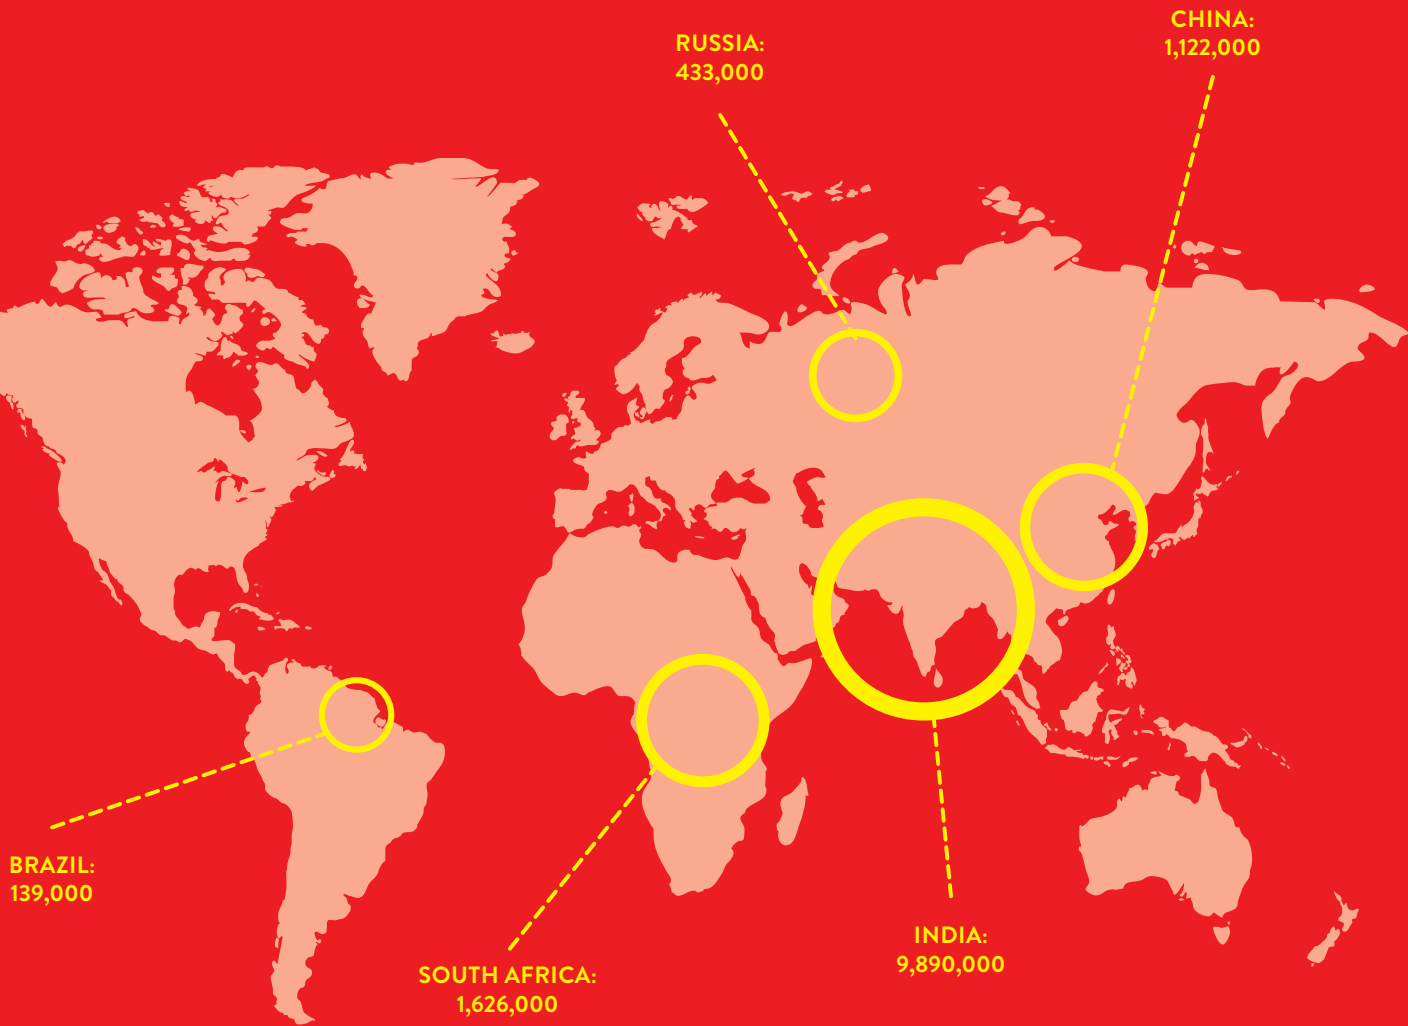 CHINA:
1,122,000
RUSSIA:
433,000
BRAZIL:
139,000
INDIA:
9,890,000
SOUTH AFRICA:
1,626,000